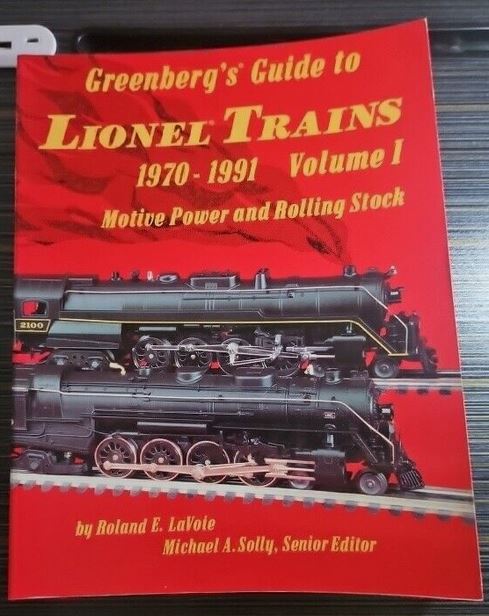 Greenberg's® Guide to
LIONEL® TRAINS
1970 - 1991 Volume I
Motive Power and Rolling Stock
2100
by Roland E. LaVoie
Michael A. Solly, Senior Editor